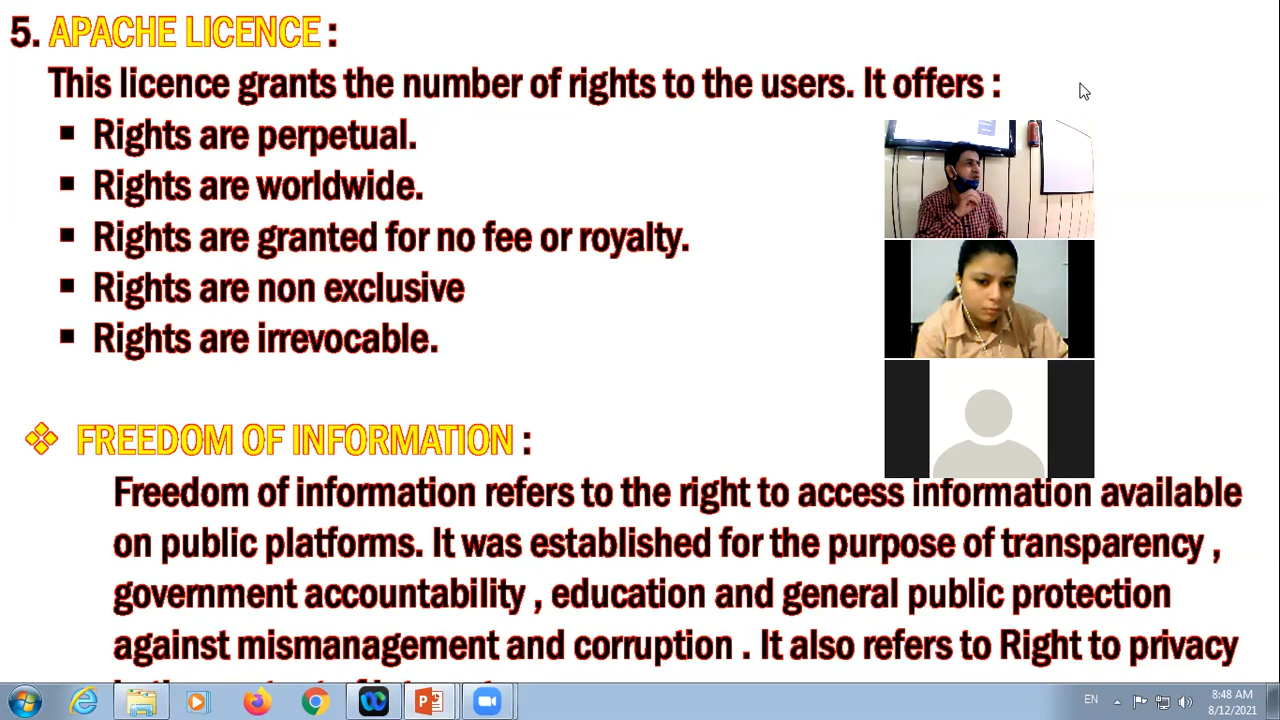 5. APACHE LICENCE :
This licence grants the number of rights to the users. It offers :
▪ Rights are perpetual.
▪ Rights are worldwide.
▪ Rights are granted for no fee or royalty.
▪ Rights are non exclusive
▪ Rights are irrevocable.
❖ FREEDOM OF INFORMATION :
Freedom of information refers to the right to access information available
on public platforms. It was established for the purpose of transparency ,
government accountability , education and general public protection
against mismanagement and corruption . It also refers to Right to privacy
EN
8:48 AM
8/12/2021